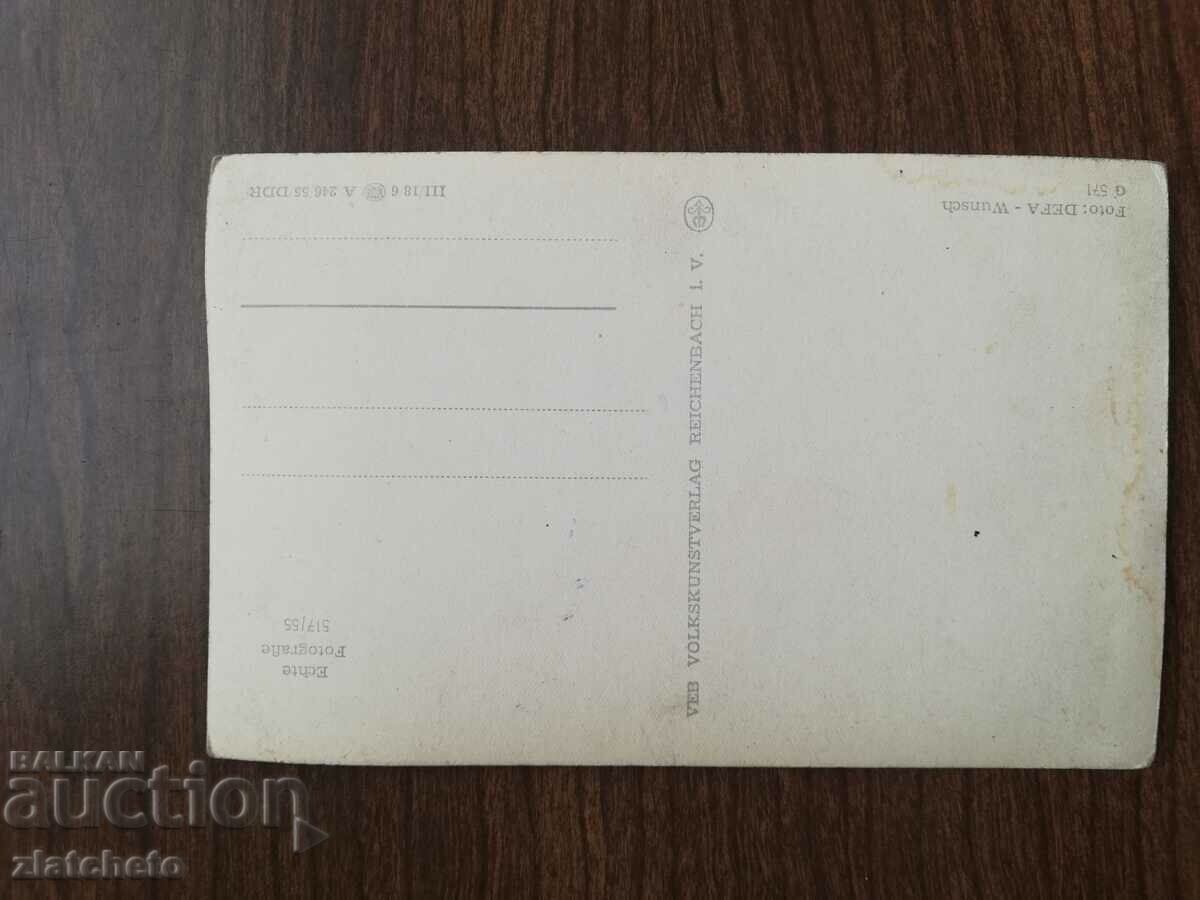 Echte
Fotografie
517/55
VEB VOLKSKUNSTVERLAG REICHENBACH I. V.
Foto: DEFA - Wunsch
G 571
III/18 6 A 246 55 DDR
BALKAN
auction
zlatcheto